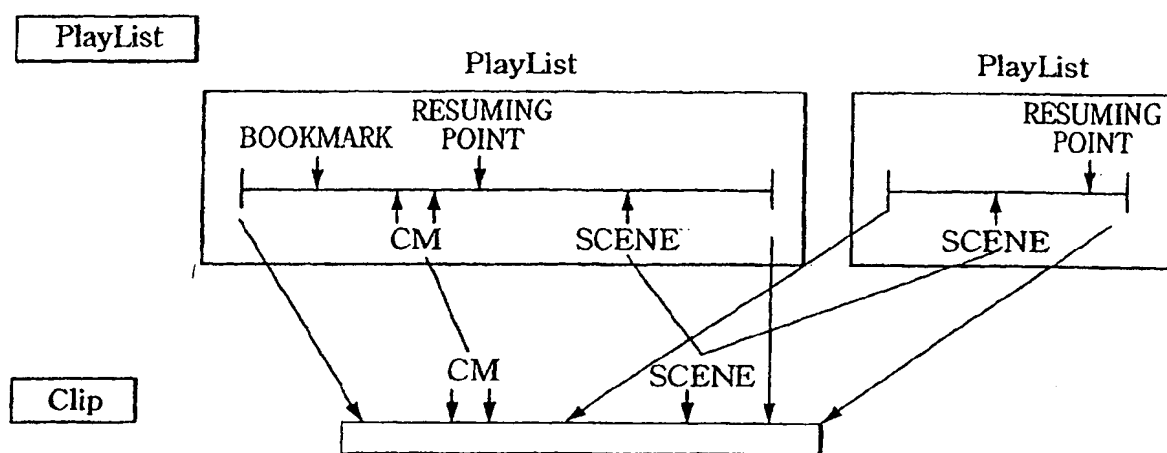 PlayList
PlayList
PlayList
BOOKMARK
RESUMING
POINT
RESUMING
POINT
CM
SCENE
SCENE
CM
SCENE
Clip